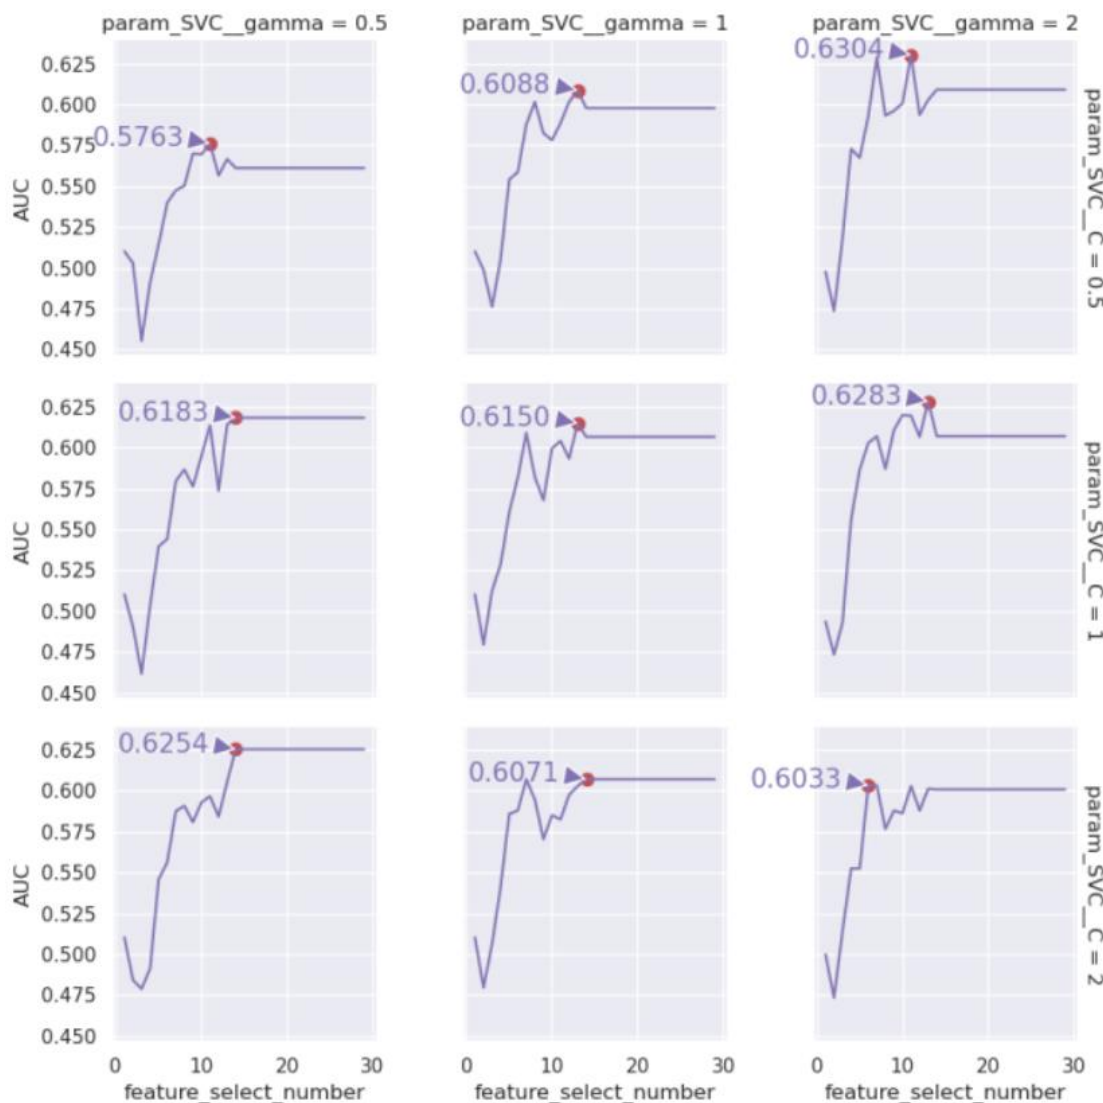 param_SVC__gamma = 0.5
param_SVC__gamma = 1
param_SVC__gamma = 2
0.625
0.600
0.575
0.550
0.525
0.500
0.475
0.450
AUC
0.5763
0.6088
0.6304
param_SVC__C = 0.5
0.625
0.600
0.575
0.550
0.525
0.500
0.475
0.450
AUC
0.6183
0.6150
0.6283
param_SVC__C = 1
0.625
0.600
0.575
0.550
0.525
0.500
0.475
0.450
AUC
0.6254
0.6071
0.6033
param_SVC__C = 2
0 10 20 30
0 10 20 30
0 10 20 30
feature_select_number
feature_select_number
feature_select_number